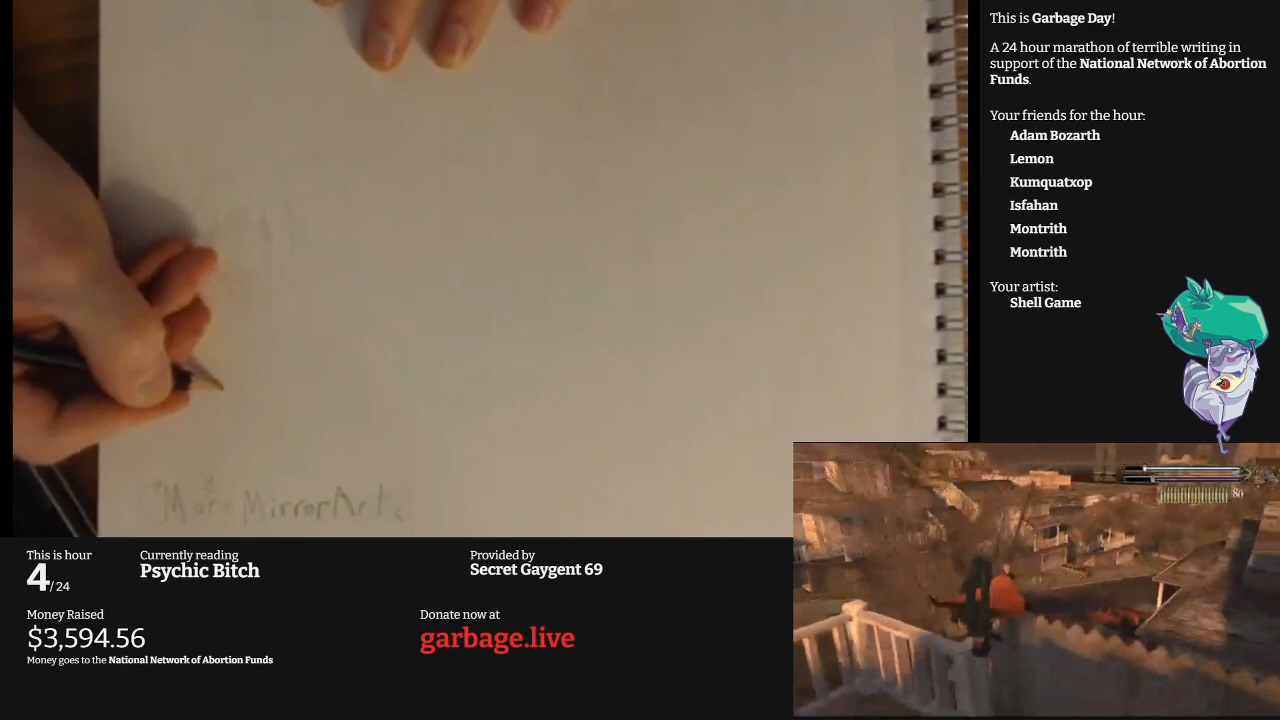 This is Garbage Day!
A 24 hour marathon of terrible writing in
support of the National Network of Abortion
Funds.
Your friends for the hour:
Adam Bozarth
Lemon
Kumquatxop
Isfahan
Montrith
Montrith
Your artist:
Shell Game
80
MoreMirrorArt
This is hour
4/24
Currently reading
Psychic Bitch
Provided by
Secret Gaygent 69
Money Raised
$3,594.56
Money goes to the National Network of Abortion Funds
Donate now at
garbage.live